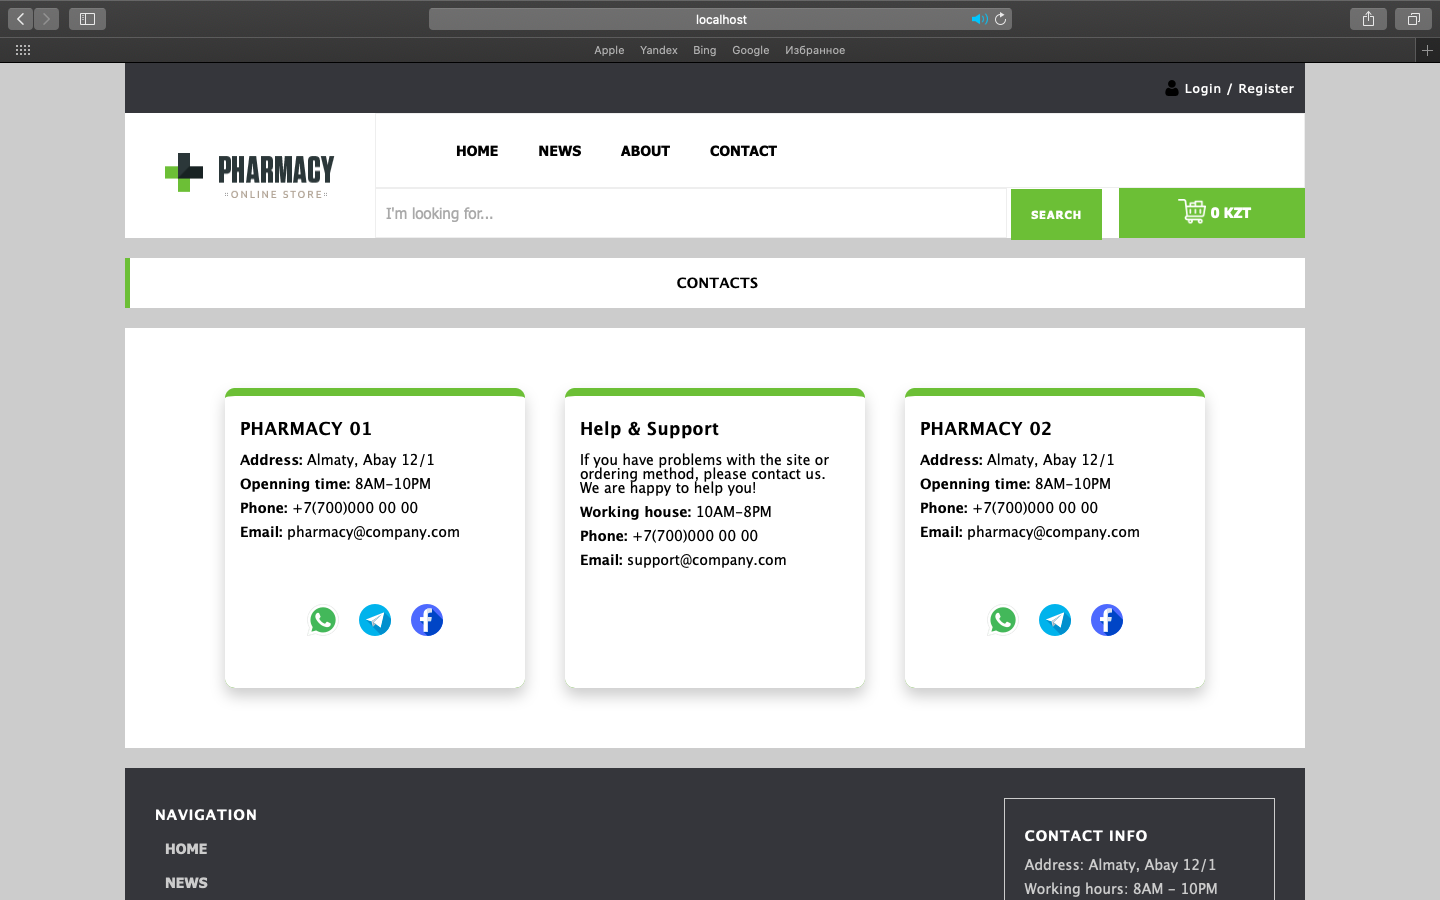 localhost
Apple Yandex Bing Google Избранное
Login / Register
PHARMACY
ONLINE STORE
HOME NEWS ABOUT CONTACT
I'm looking for...
SEARCH
0 KZT
CONTACTS
PHARMACY 01
Address: Almaty, Abay 12/1
Openning time: 8AM-10PM
Phone: +7(700)000 00 00
Email: pharmacy@company.com
Help & Support
If you have problems with the site or
ordering method, please contact us.
We are happy to help you!
Working house: 10AM-8PM
Phone: +7(700)000 00 00
Email: support@company.com
PHARMACY 02
Address: Almaty, Abay 12/1
Openning time: 8AM-10PM
Phone: +7(700)000 00 00
Email: pharmacy@company.com
NAVIGATION
HOME
NEWS
CONTACT INFO
Address: Almaty, Abay 12/1
Working hours: 8AM - 10PM